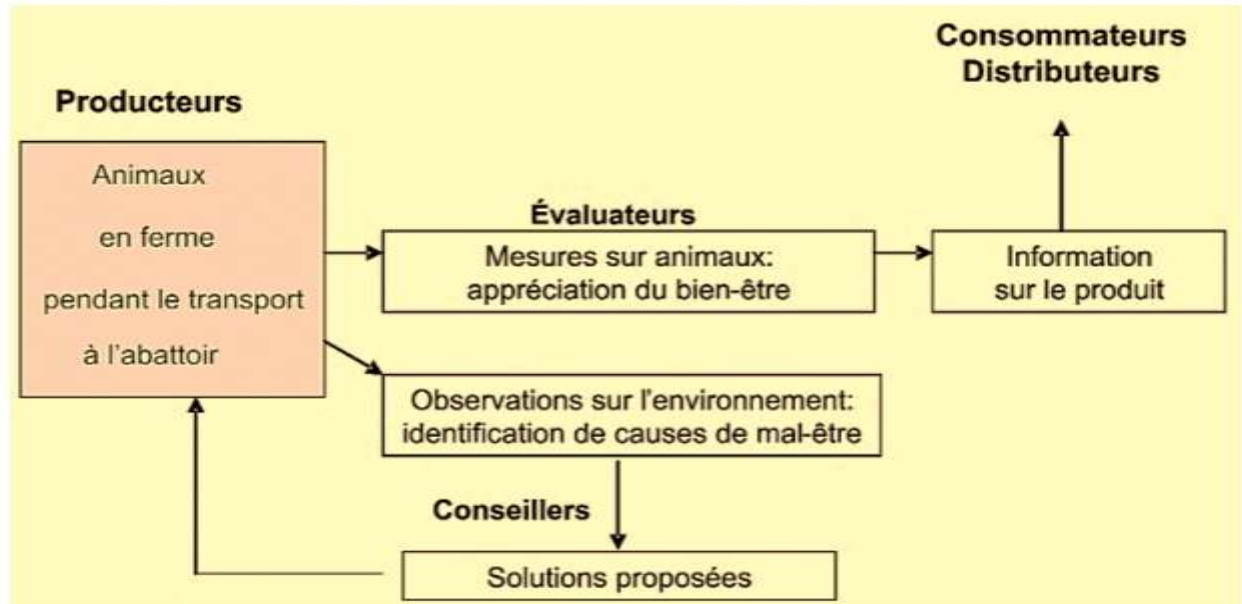 Consommateurs
Distributeurs
Producteurs
Animaux
en ferme
pendant le transport
à l'abattoir
Évaluateurs
Mesures sur animaux:
appréciation du bien-être
Information
sur le produit
Observations sur l'environnement:
identification de causes de mal-être
Conseillers
Solutions proposées